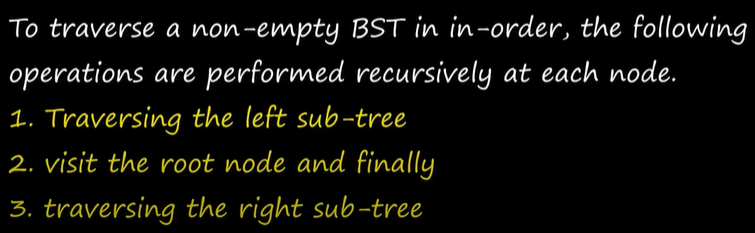 To traverse a non-empty BST in in-order, the following
operations are performed recursively at each node.
1. Traversing the left sub-tree
2. visit the root node and finally
3. traversing the right sub-tree